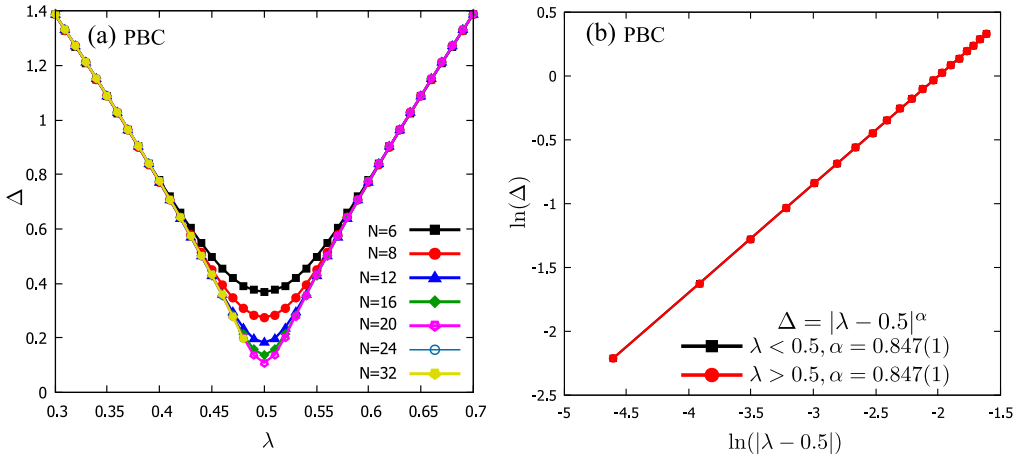 (a) PBC
1.4
1.2
1
0.8
0.6
0.4
0.2
0
Δ
0.3 0.35 0.4 0.45 0.5 0.55 0.6 0.65 0.7
λ
N=6
N=8
N=12
N=16
N=20
N=24
N=32
(b) PBC
0.5
0
-0.5
-1
-1.5
-2
-2.5
ln(Δ)
-5 -4.5 -4 -3.5 -3 -2.5 -2 -1.5
ln(|λ − 0.5|)
Δ = |λ − 0.5|^α
λ < 0.5, α = 0.847(1)
λ > 0.5, α = 0.847(1)